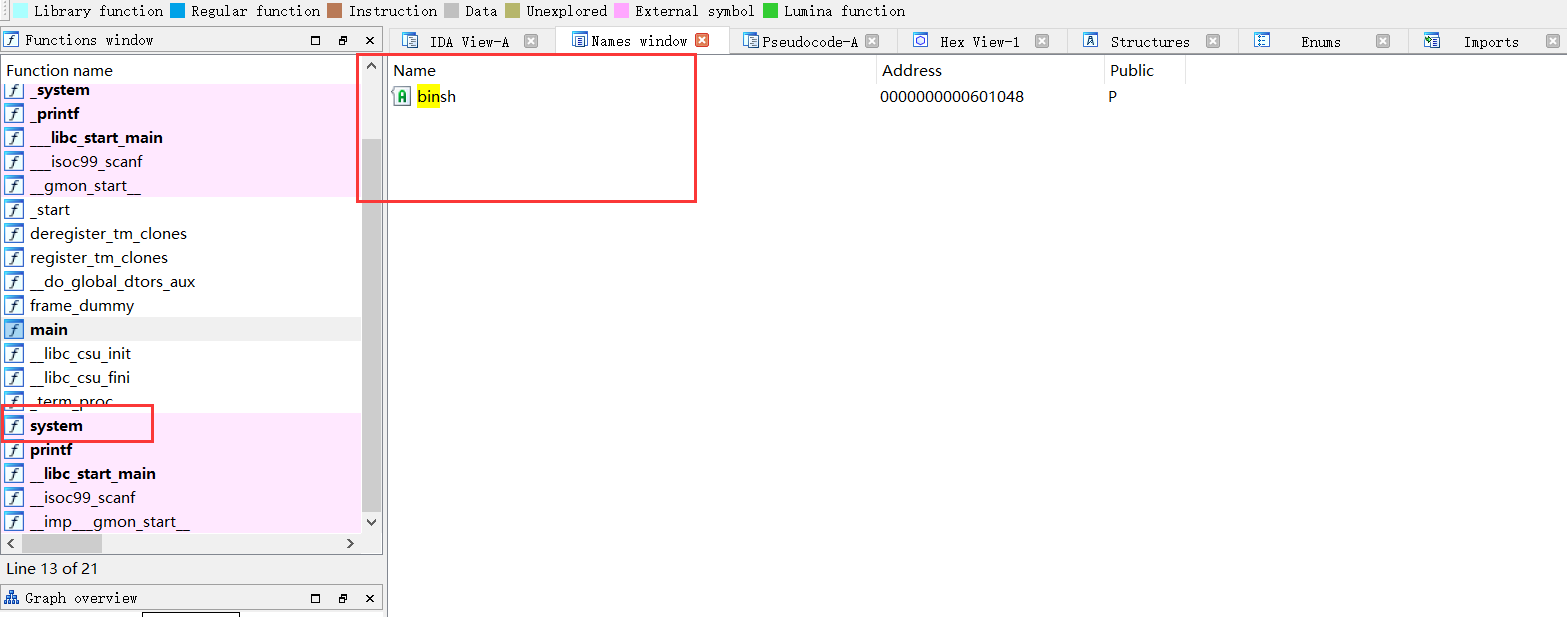 Library function Regular function Instruction Data Unexplored External symbol Lumina function
Functions window
IDA View-A Names window Pseudocode-A Hex View-1 Structures Enums Imports
Function name
_system
_printf
___libc_start_main
___isoc99_scanf
__gmon_start__
_start
deregister_tm_clones
register_tm_clones
__do_global_dtors_aux
frame_dummy
main
__libc_csu_init
__libc_csu_fini
_term_proc
system
printf
__libc_start_main
__isoc99_scanf
__imp___gmon_start__
Line 13 of 21
Graph overview
Name Address Public
binsh 0000000000601048 P